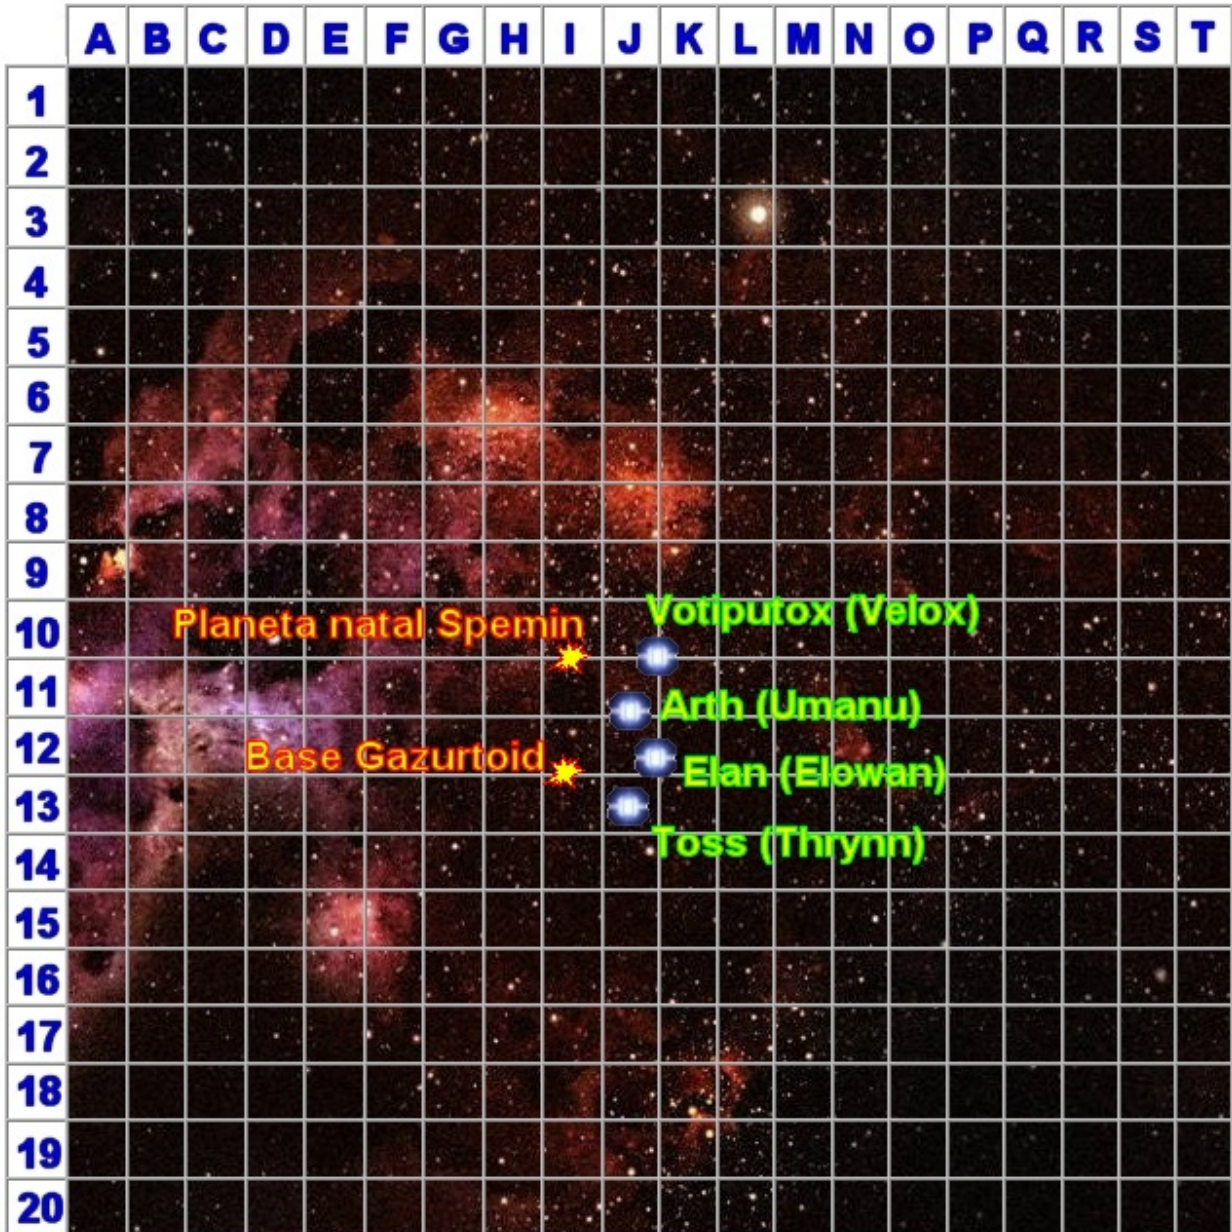 A B C D E F G H I J K L M N O P Q R S T
1
2
3
4
5
6
7
8
9
10
Planeta natal Spemin
Votiputox (Velox)
11
Arth (Umanu)
12
Base Gazurtoid
Elan (Elowan)
13
Toss (Thrynn)
14
15
16
17
18
19
20